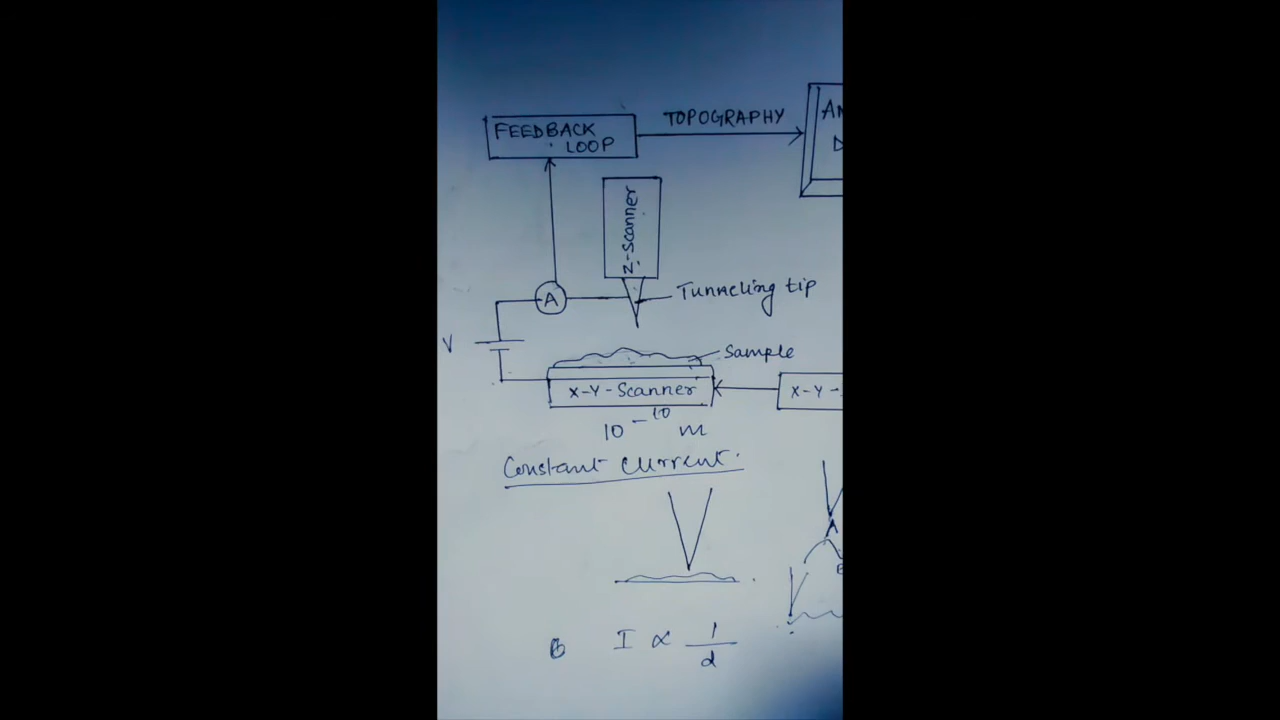 FEEDBACK
LOOP
TOPOGRAPHY
Z-Scanner
A
Tunneling tip
V
Sample
X-Y-Scanner
X-Y-
10⁻¹⁰ m
Constant Current.
A
I ∝ 1/d